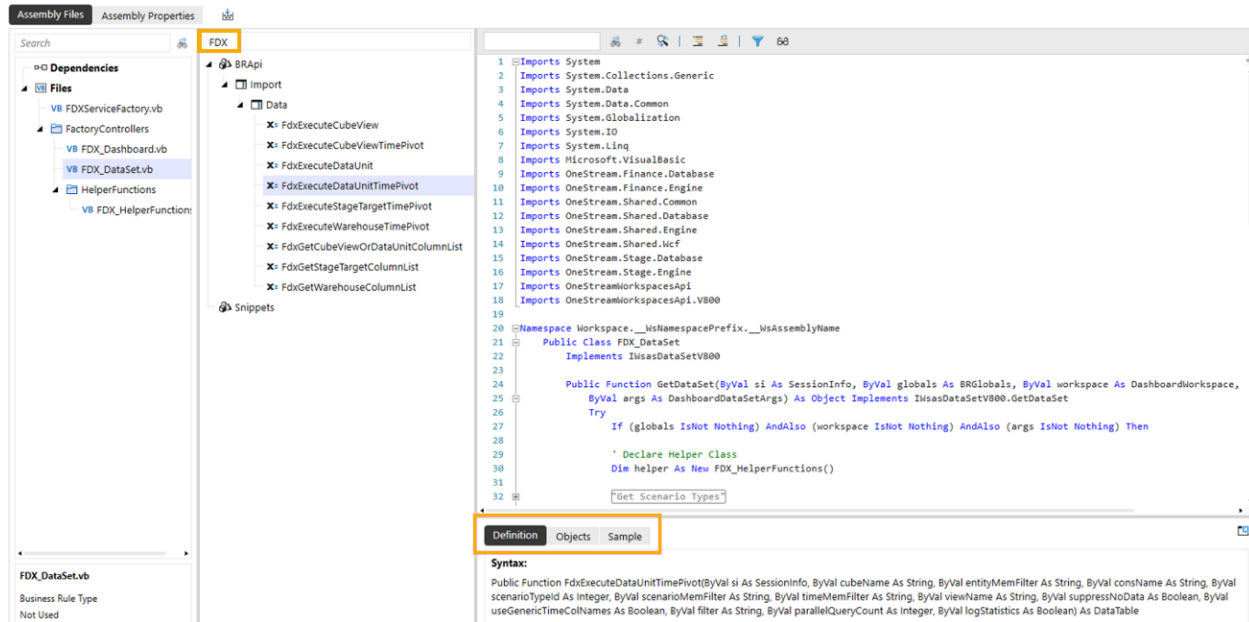 Assembly Files Assembly Properties
Search
Dependencies
Files
VB FDXServiceFactory.vb
FactoryControllers
VB FDX_Dashboard.vb
VB FDX_DataSet.vb
HelperFunctions
VB FDX_HelperFunctions
FDX_DataSet.vb
Business Rule Type
Not Used
FDX
BRApi
Import
Data
FdxExecuteCubeView
FdxExecuteCubeViewTimePivot
FdxExecuteDataUnit
FdxExecuteDataUnitTimePivot
FdxExecuteStageTargetTimePivot
FdxExecuteWarehouseTimePivot
FdxGetCubeViewOrDataUnitColumnList
FdxGetStageTargetColumnList
FdxGetWarehouseColumnList
Snippets
1 Imports System
2 Imports System.Collections.Generic
3 Imports System.Data
4 Imports System.Data.Common
5 Imports System.Globalization
6 Imports System.IO
7 Imports System.Linq
8 Imports Microsoft.VisualBasic
9 Imports OneStream.Finance.Database
10 Imports OneStream.Finance.Engine
11 Imports OneStream.Shared.Common
12 Imports OneStream.Shared.Database
13 Imports OneStream.Shared.Engine
14 Imports OneStream.Shared.Wcf
15 Imports OneStream.Stage.Database
16 Imports OneStream.Stage.Engine
17 Imports OneStreamWorkspacesApi
18 Imports OneStreamWorkspacesApi.V800
19
20 Namespace Workspace.__WsNamespacePrefix.__WsAssemblyName
21 Public Class FDX_DataSet
22 Implements IWsasDataSetV800
23
24 Public Function GetDataSet(ByVal si As SessionInfo, ByVal globals As BRGlobals, ByVal workspace As DashboardWorkspace,
25 ByVal args As DashboardDataSetArgs) As Object Implements IWsasDataSetV800.GetDataSet
26 Try
27 If (globals IsNot Nothing) AndAlso (workspace IsNot Nothing) AndAlso (args IsNot Nothing) Then
28
29 ' Declare Helper Class
30 Dim helper As New FDX_HelperFunctions()
31
32 "Get Scenario Types"
Definition Objects Sample
Syntax:
Public Function FdxExecuteDataUnitTimePivot(ByVal si As SessionInfo, ByVal cubeName As String, ByVal entityMemFilter As String, ByVal consName As String, ByVal
scenarioTypeId As Integer, ByVal scenarioMemFilter As String, ByVal timeMemFilter As String, ByVal viewName As String, ByVal suppressNoData As Boolean, ByVal
useGenericTimeColNames As Boolean, ByVal filter As String, ByVal parallelQueryCount As Integer, ByVal logStatistics As Boolean) As DataTable